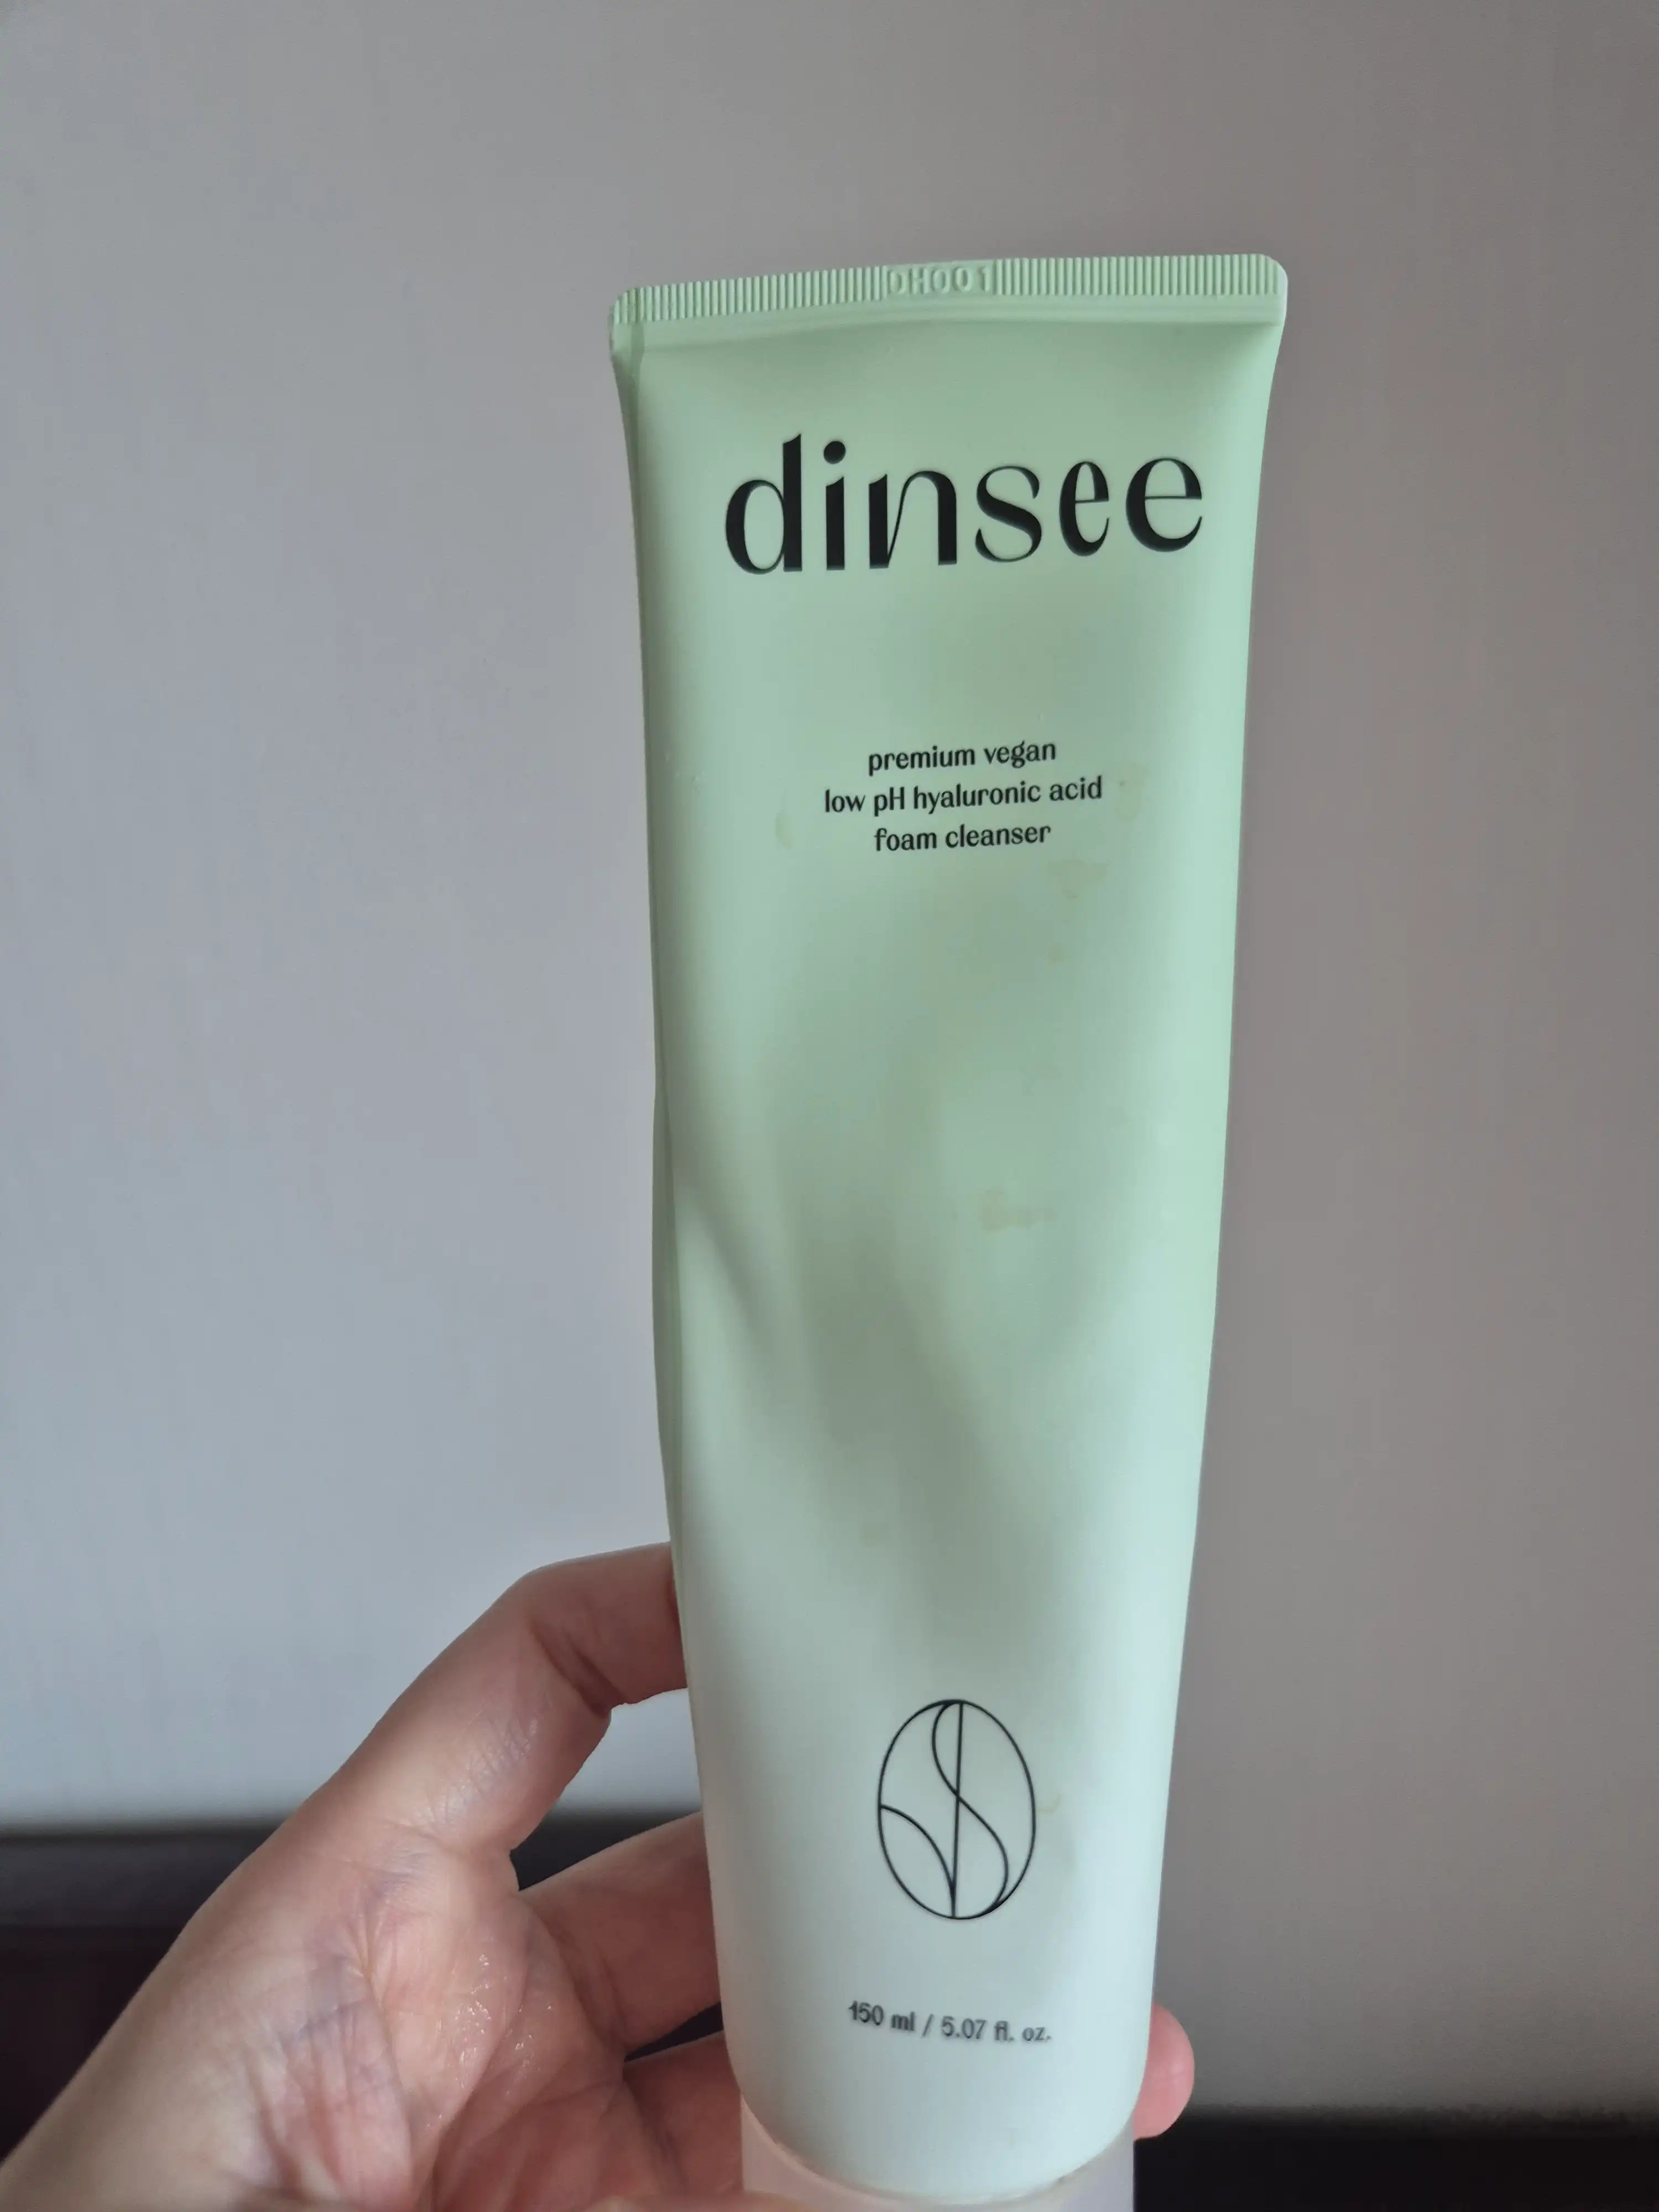 DH001
dinsee
premium vegan
low pH hyaluronic acid
foam cleanser
150 ml / 5.07 fl. oz.